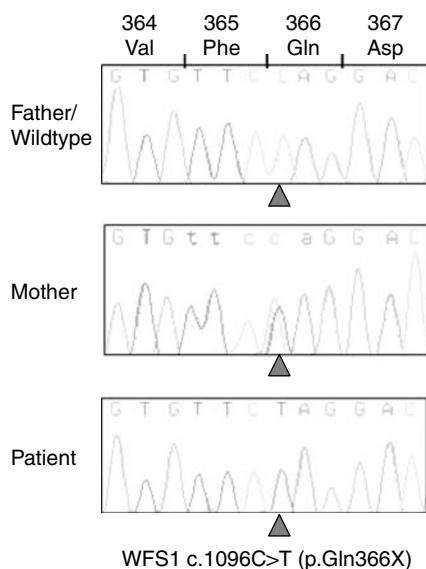 364 365 366 367
Val Phe Gln Asp
Father/
Wildtype
G T G T T C C A G G A C
Mother
G T G t t c c a G G A C
Patient
G T G T T C T A G G A C
WFS1 c.1096C>T (p.Gln366X)